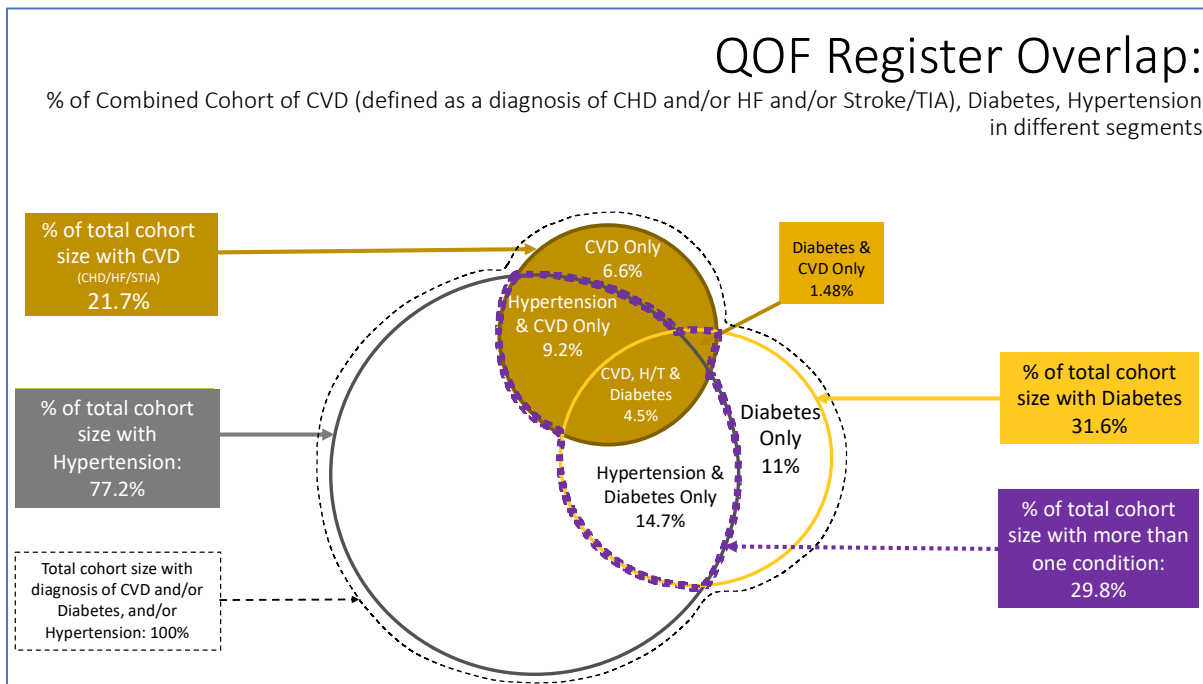 QOF Register Overlap:
% of Combined Cohort of CVD (defined as a diagnosis of CHD and/or HF and/or Stroke/TIA), Diabetes, Hypertension
in different segments
% of total cohort
size with CVD
(CHD/HF/STIA)
21.7%
CVD Only
6.6%
Diabetes &
CVD Only
1.48%
Hypertension
& CVD Only
9.2%
CVD, H/T &
Diabetes
4.5%
% of total cohort
size with Diabetes
31.6%
% of total cohort
size with
Hypertension:
77.2%
Diabetes
Only
11%
Hypertension &
Diabetes Only
14.7%
% of total cohort
size with more than
one condition:
29.8%
Total cohort size with
diagnosis of CVD and/or
Diabetes, and/or
Hypertension: 100%